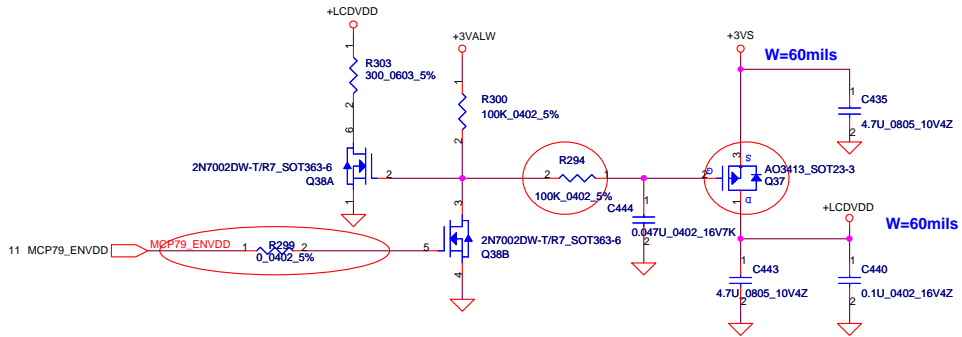 +LCDVDD
+3VALW
+3VS
W=60mils
1
R303
300_0603_5%
2
1
R300
100K_0402_5%
2
1
C435
4.7U_0805_10V4Z
2
6
2N7002DW-T/R7_SOT363-6
Q38A
2
1
R294
2
1
100K_0402_5%
3
S
G
2
AO3413_SOT23-3
Q37
D
1
C444
1
0.047U_0402_16V7K
2
+LCDVDD
W=60mils
3
2N7002DW-T/R7_SOT363-6
Q38B
5
4
11 MCP79_ENVDD
MCP79_ENVDD
R299
1
2
0_0402_5%
1
C443
4.7U_0805_10V4Z
2
1
C440
0.1U_0402_16V4Z
2